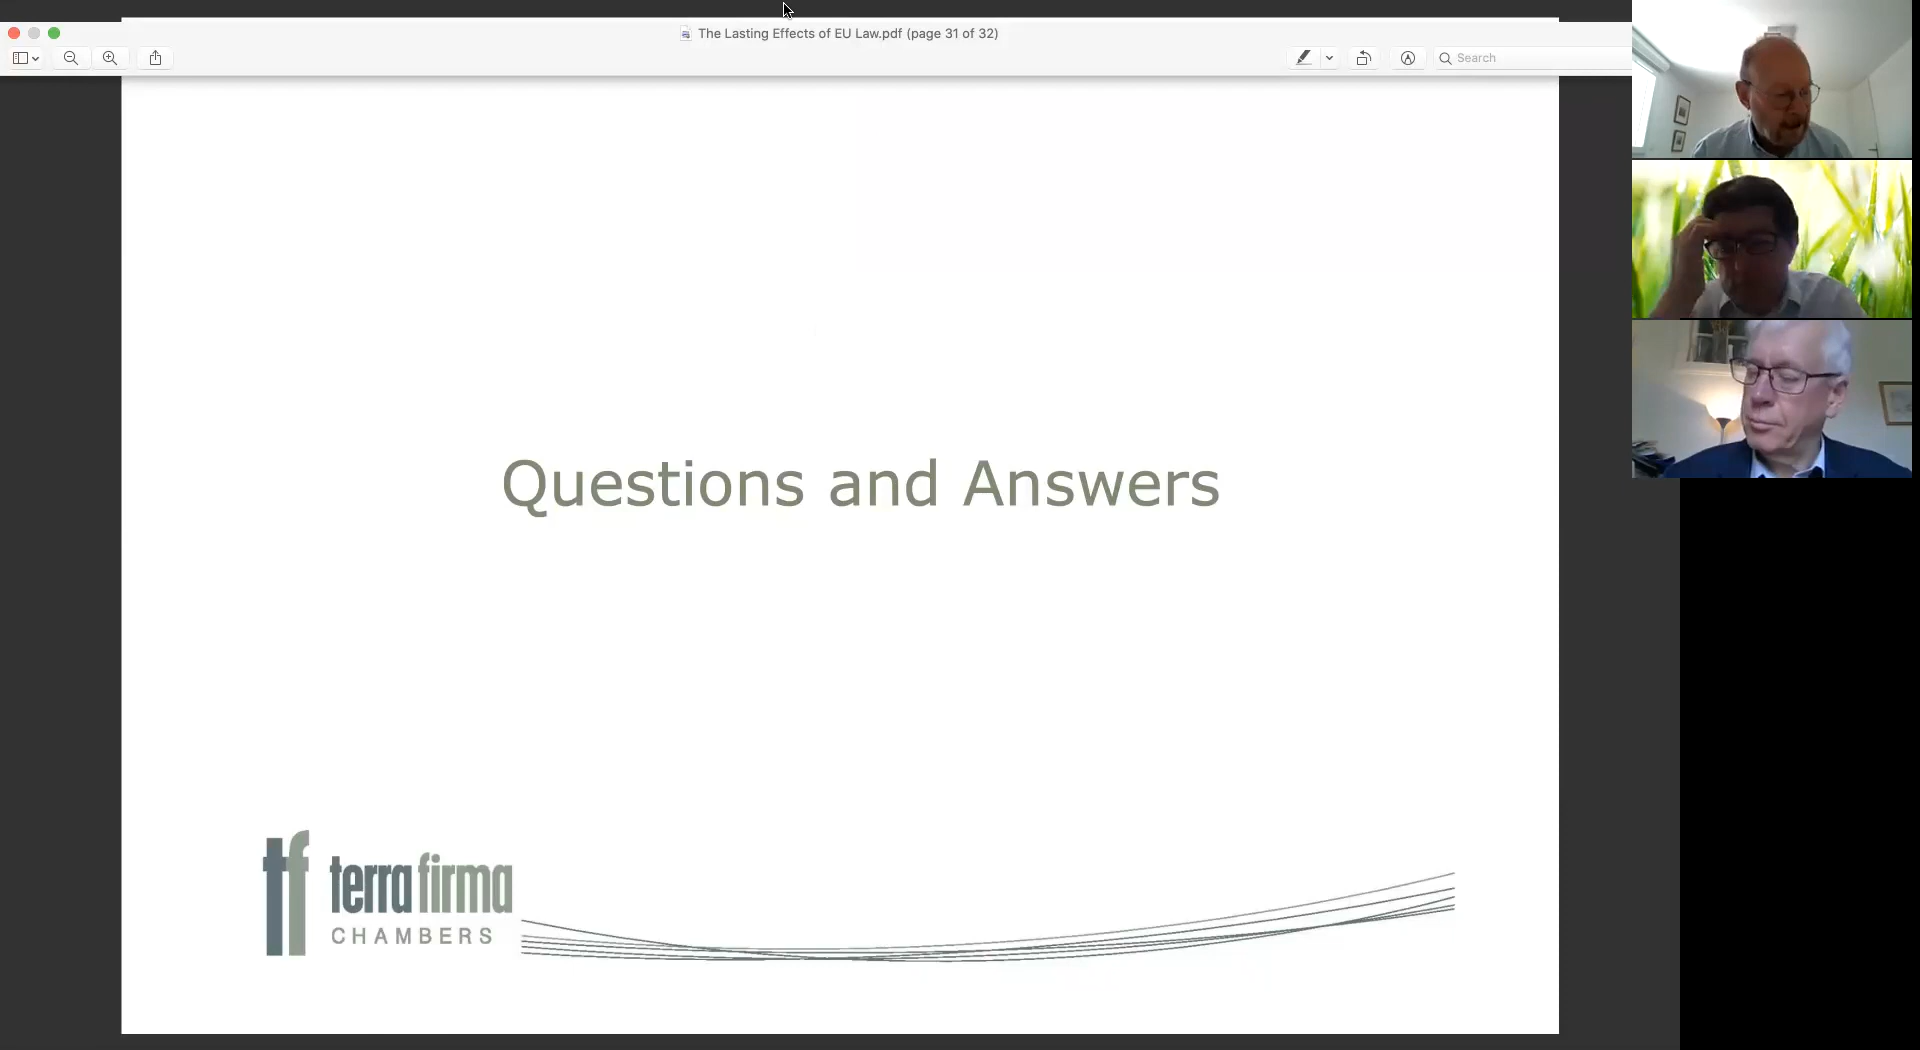 The Lasting Effects of EU Law.pdf (page 31 of 32)
Search
Questions and Answers
tf terra firma
CHAMBERS